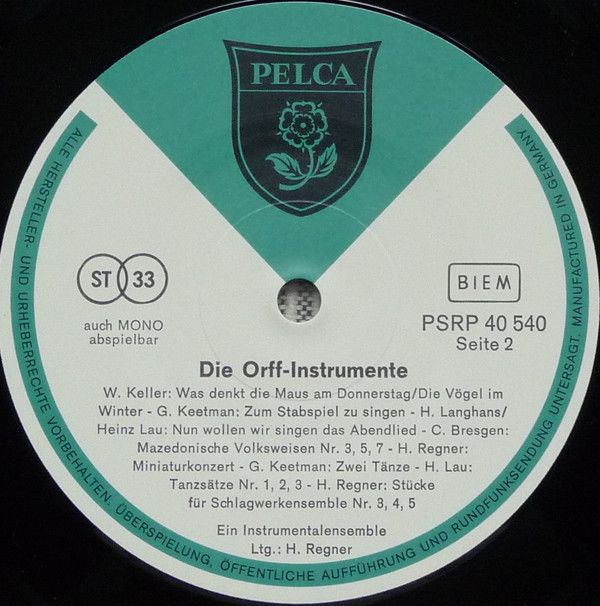 PELCA
ST 33
auch MONO
abspielbar
BIEM
PSRP 40 540
Seite 2
Die Orff-Instrumente
W. Keller: Was denkt die Maus am Donnerstag/Die Vögel im
Winter - G. Keetman: Zum Stabspiel zu singen - H. Langhans/
Heinz Lau: Nun wollen wir singen das Abendlied - C. Bresgen:
Mazedonische Volksweisen Nr. 3, 5, 7 - H. Regner:
Miniaturkonzert - G. Keetman: Zwei Tänze - H. Lau:
Tanzsätze Nr. 1, 2, 3 - H. Regner: Stücke
für Schlagwerkensemble Nr. 3, 4, 5
Ein Instrumentalensemble
Ltg.: H. Regner
ALLE HERSTELLER- UND URHEBERRECHTE VORBEHALTEN. ÜBERSPIELUNG, ÖFFENTLICHE AUFFÜHRUNG UND RUNDFUNKSENDUNG UNTERSAGT. MANUFACTURED IN GERMANY